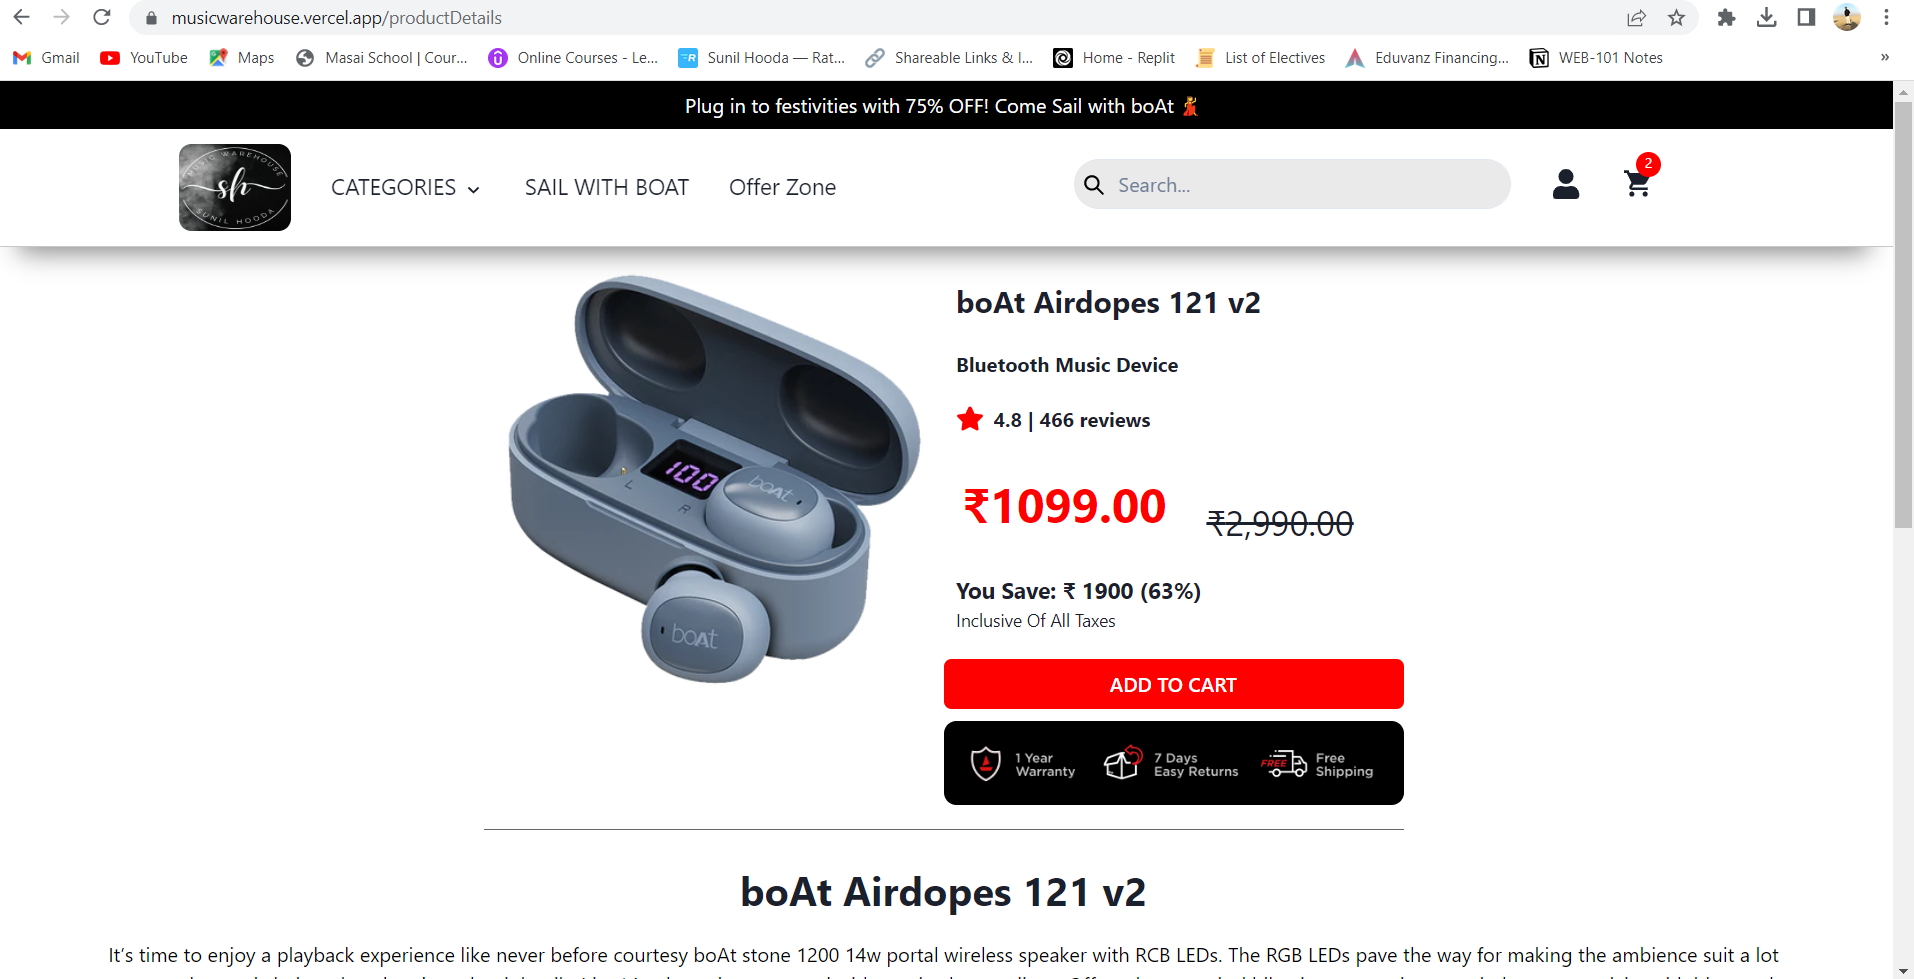 musicwarehouse.vercel.app/productDetails
Gmail YouTube Maps Masai School | Cour... Online Courses - Le... Sunil Hooda — Rat... Shareable Links & I... Home - Replit List of Electives Eduvanz Financing... WEB-101 Notes »
Plug in to festivities with 75% OFF! Come Sail with boAt 💃
MUSIC WAREHOUSE
sh
SUNIL HOODA
CATEGORIES SAIL WITH BOAT Offer Zone Search... 2
boAt Airdopes 121 v2
Bluetooth Music Device
4.8 | 466 reviews
100
L
R
boAt
boAt
₹1099.00 ₹2,990.00
You Save: ₹ 1900 (63%)
Inclusive Of All Taxes
ADD TO CART
1 Year
Warranty
7 Days
Easy Returns
FREE
Free
Shipping
boAt Airdopes 121 v2
It’s time to enjoy a playback experience like never before courtesy boAt stone 1200 14w portal wireless speaker with RCB LEDs. The RGB LEDs pave the way for making the ambience suit a lot